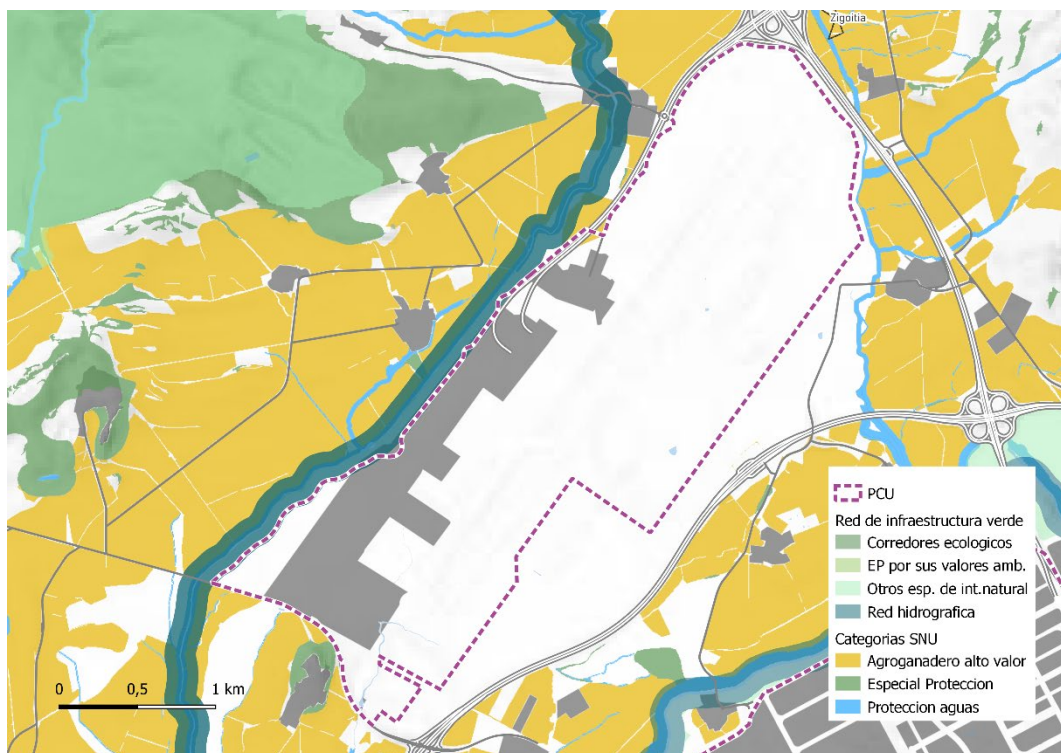 Zigoitia
PCU
Red de infraestructura verde
Corredores ecologicos
EP por sus valores amb.
Otros esp. de int.natural
Red hidrografica
Categorias SNU
Agroganadero alto valor
Especial Proteccion
Proteccion aguas
0 0,5 1 km